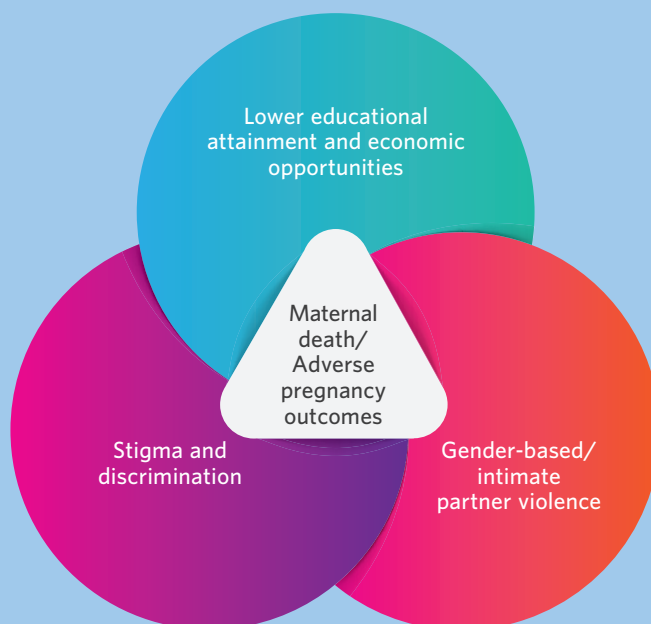 Lower educational
attainment and economic
opportunities
Maternal
death/
Adverse
pregnancy
outcomes
Stigma and
discrimination
Gender-based/
intimate
partner violence